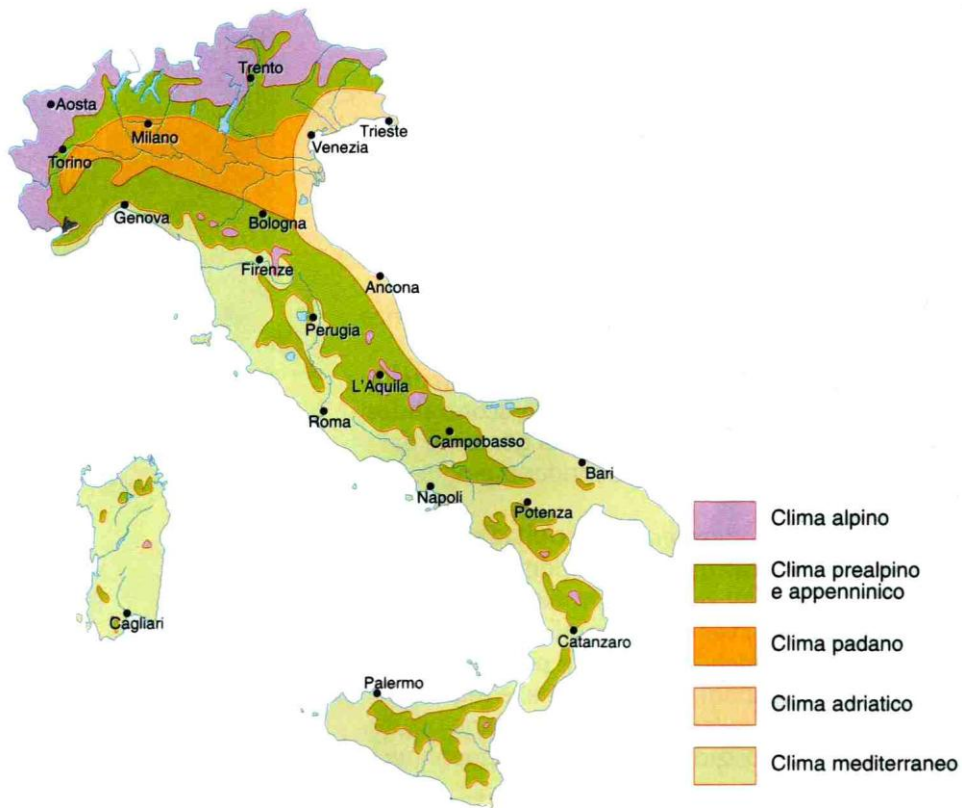 Trento
Aosta
Milano
Trieste
Venezia
Torino
Genova
Bologna
Firenze
Ancona
Perugia
L'Aquila
Roma
Campobasso
Bari
Napoli
Potenza
Cagliari
Catanzaro
Palermo
Clima alpino
Clima prealpino
e appenninico
Clima padano
Clima adriatico
Clima mediterraneo